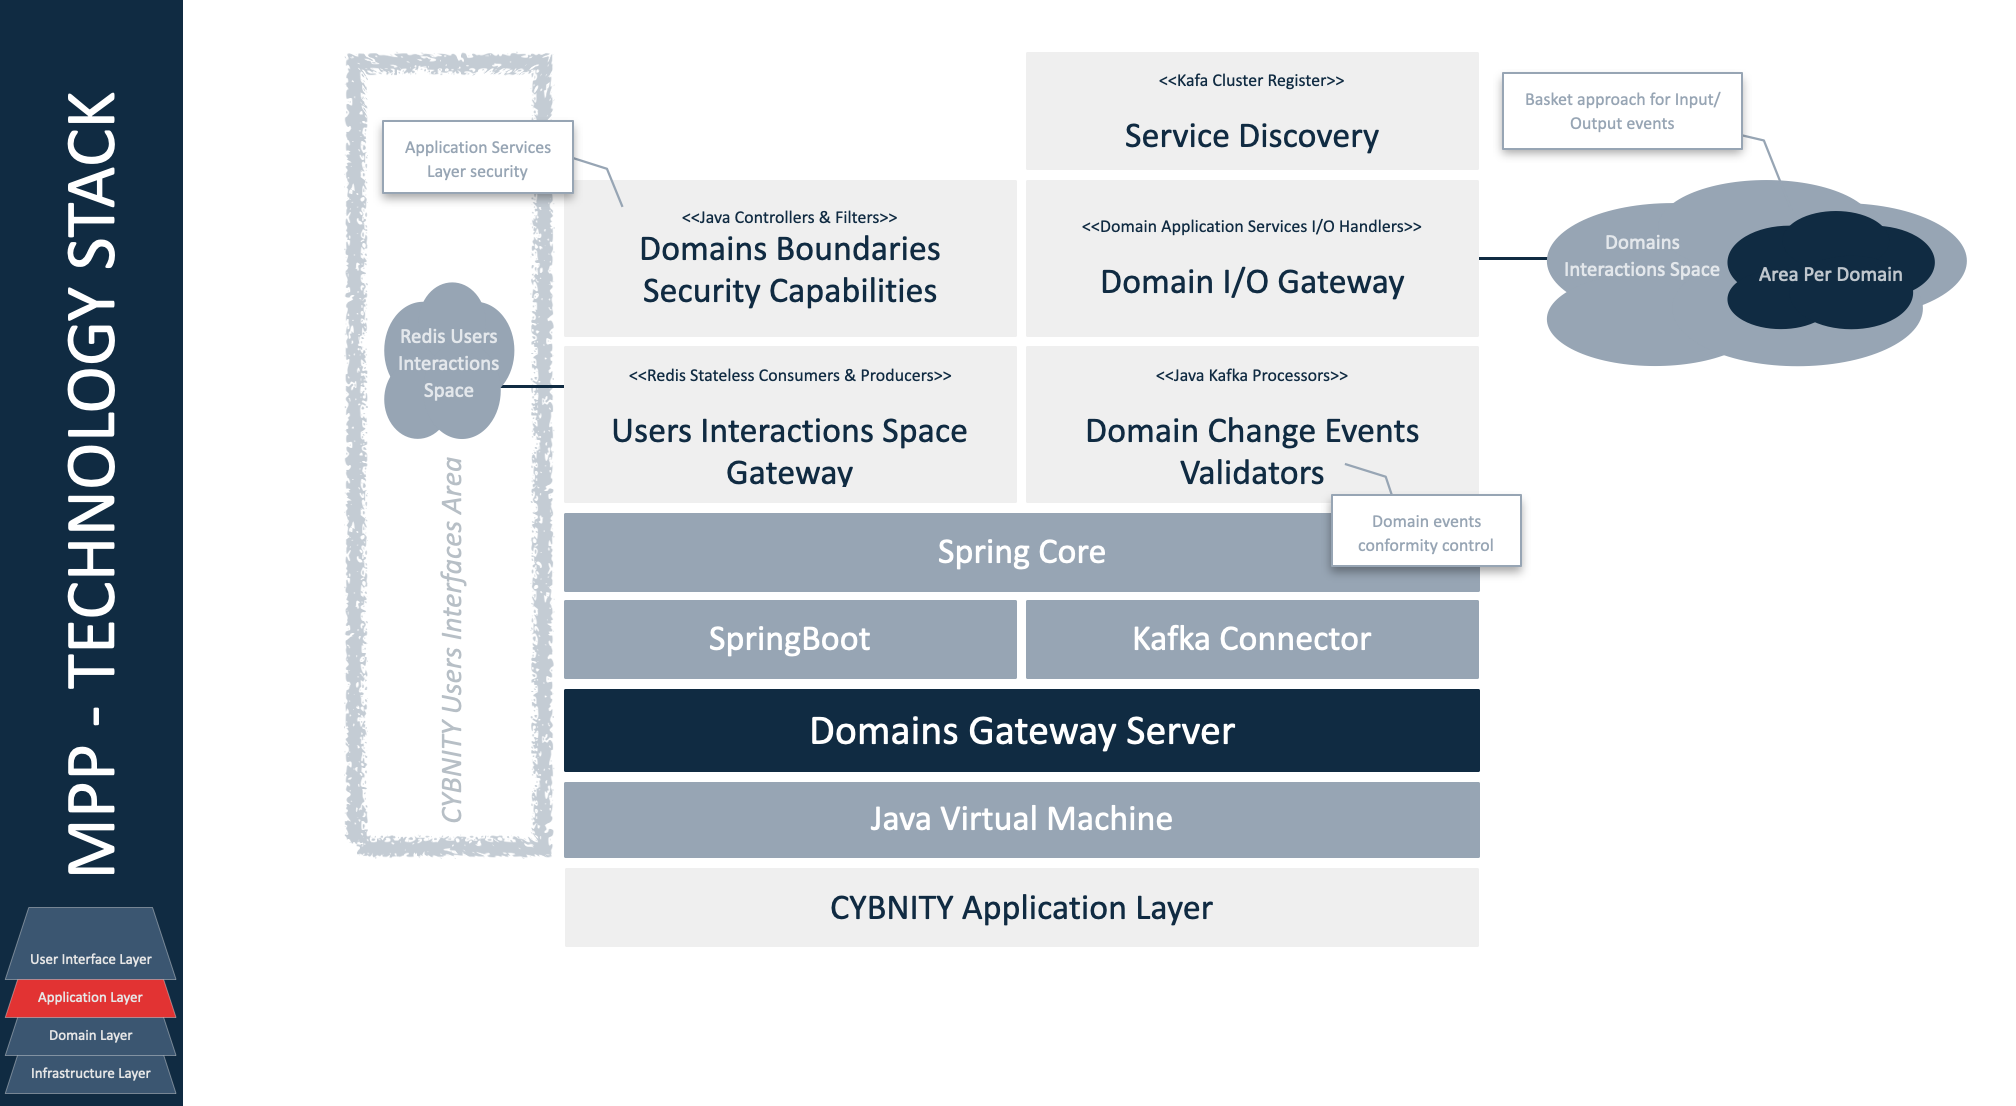 MPP - TECHNOLOGY STACK
User Interface Layer
Application Layer
Domain Layer
Infrastructure Layer
Application Services
Layer security
Redis Users
Interactions
Space
CYBNITY Users Interfaces Area
<<Kafa Cluster Register>>
Service Discovery
<<Java Controllers & Filters>>
Domains Boundaries
Security Capabilities
<<Domain Application Services I/O Handlers>>
Domain I/O Gateway
<<Redis Stateless Consumers & Producers>>
Users Interactions Space
Gateway
<<Java Kafka Processors>>
Domain Change Events
Validators
Domain events
conformity control
Spring Core
SpringBoot
Kafka Connector
Domains Gateway Server
Java Virtual Machine
CYBNITY Application Layer
Basket approach for Input/
Output events
Domains
Interactions Space
Area Per Domain